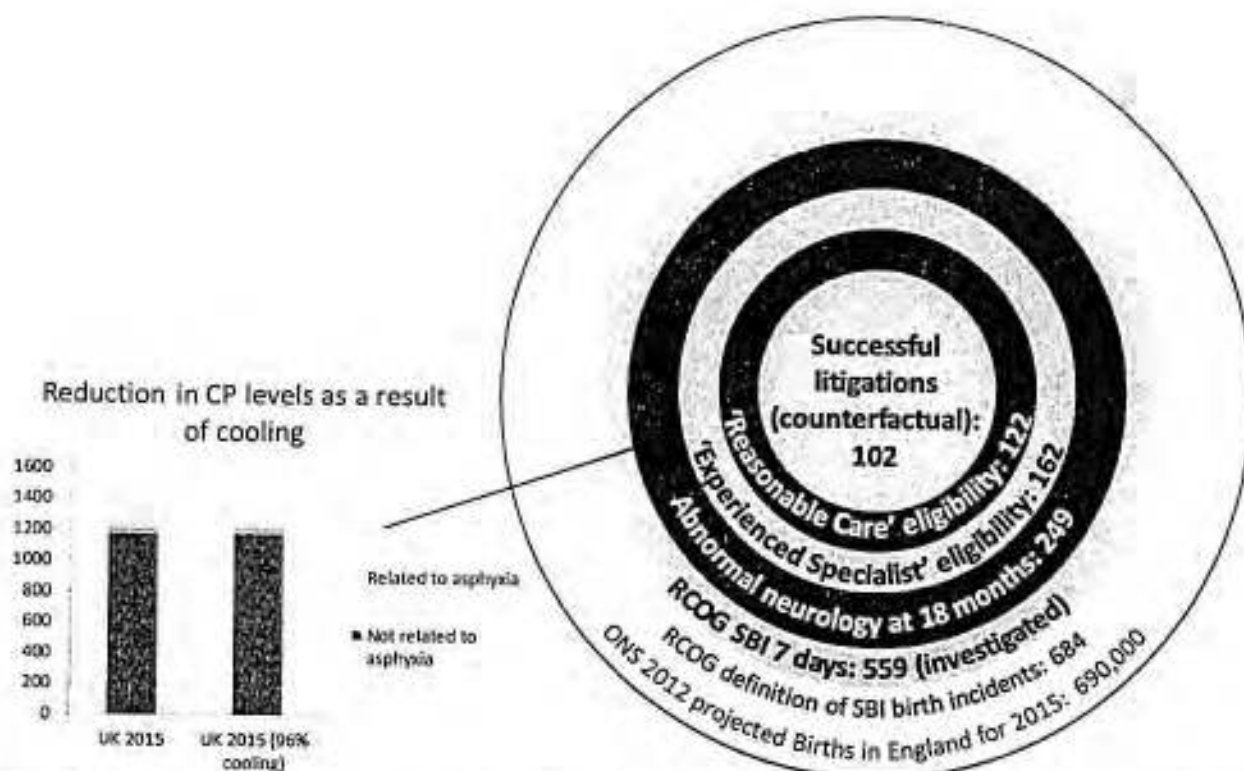 Reduction in CP levels as a result
of cooling
1600
1400
1200
1000
800
600
400
200
0
UK 2015
UK 2015 (96%
cooling)
Related to asphyxia
Not related to
asphyxia
Successful
litigations
(counterfactual):
102
'Reasonable Care' eligibility: 122
'Experienced Specialist' eligibility: 162
Abnormal neurology at 18 months: 249
RCOG SBI 7 days: 559 (investigated)
RCOG definition of SBI birth incidents: 684
ONS 2012 projected Births in England for 2015: 690,000